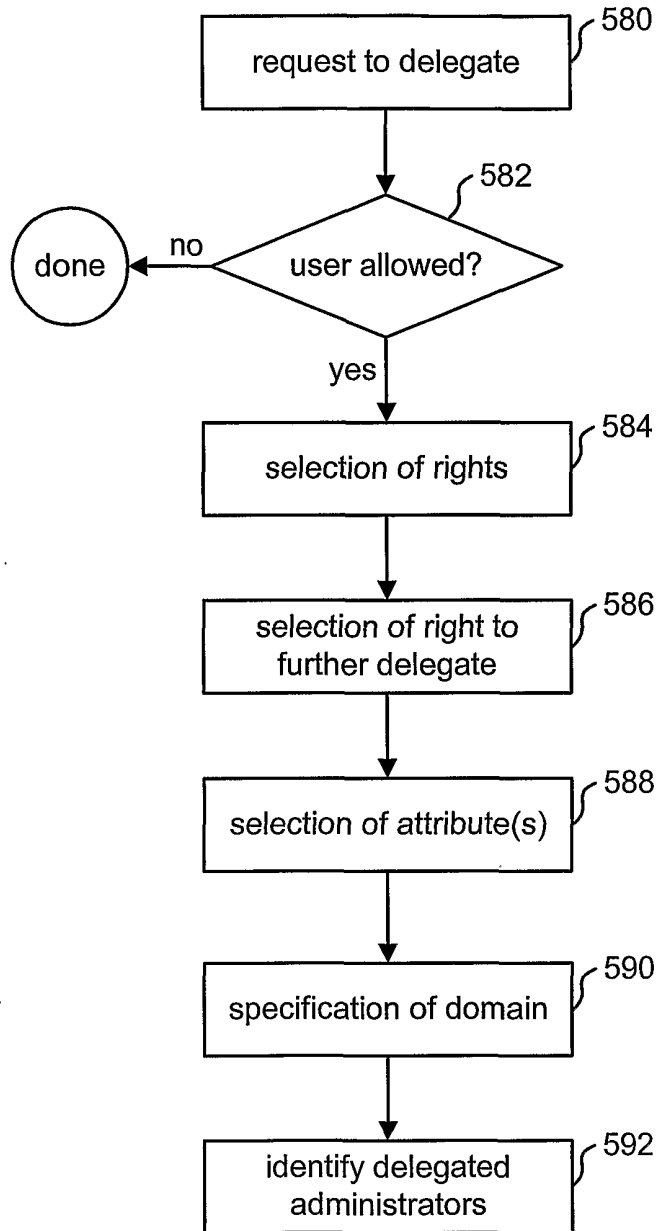 580
request to delegate
582
done
no
user allowed?
yes
584
selection of rights
586
selection of right to
further delegate
588
selection of attribute(s)
590
specification of domain
592
identify delegated
administrators